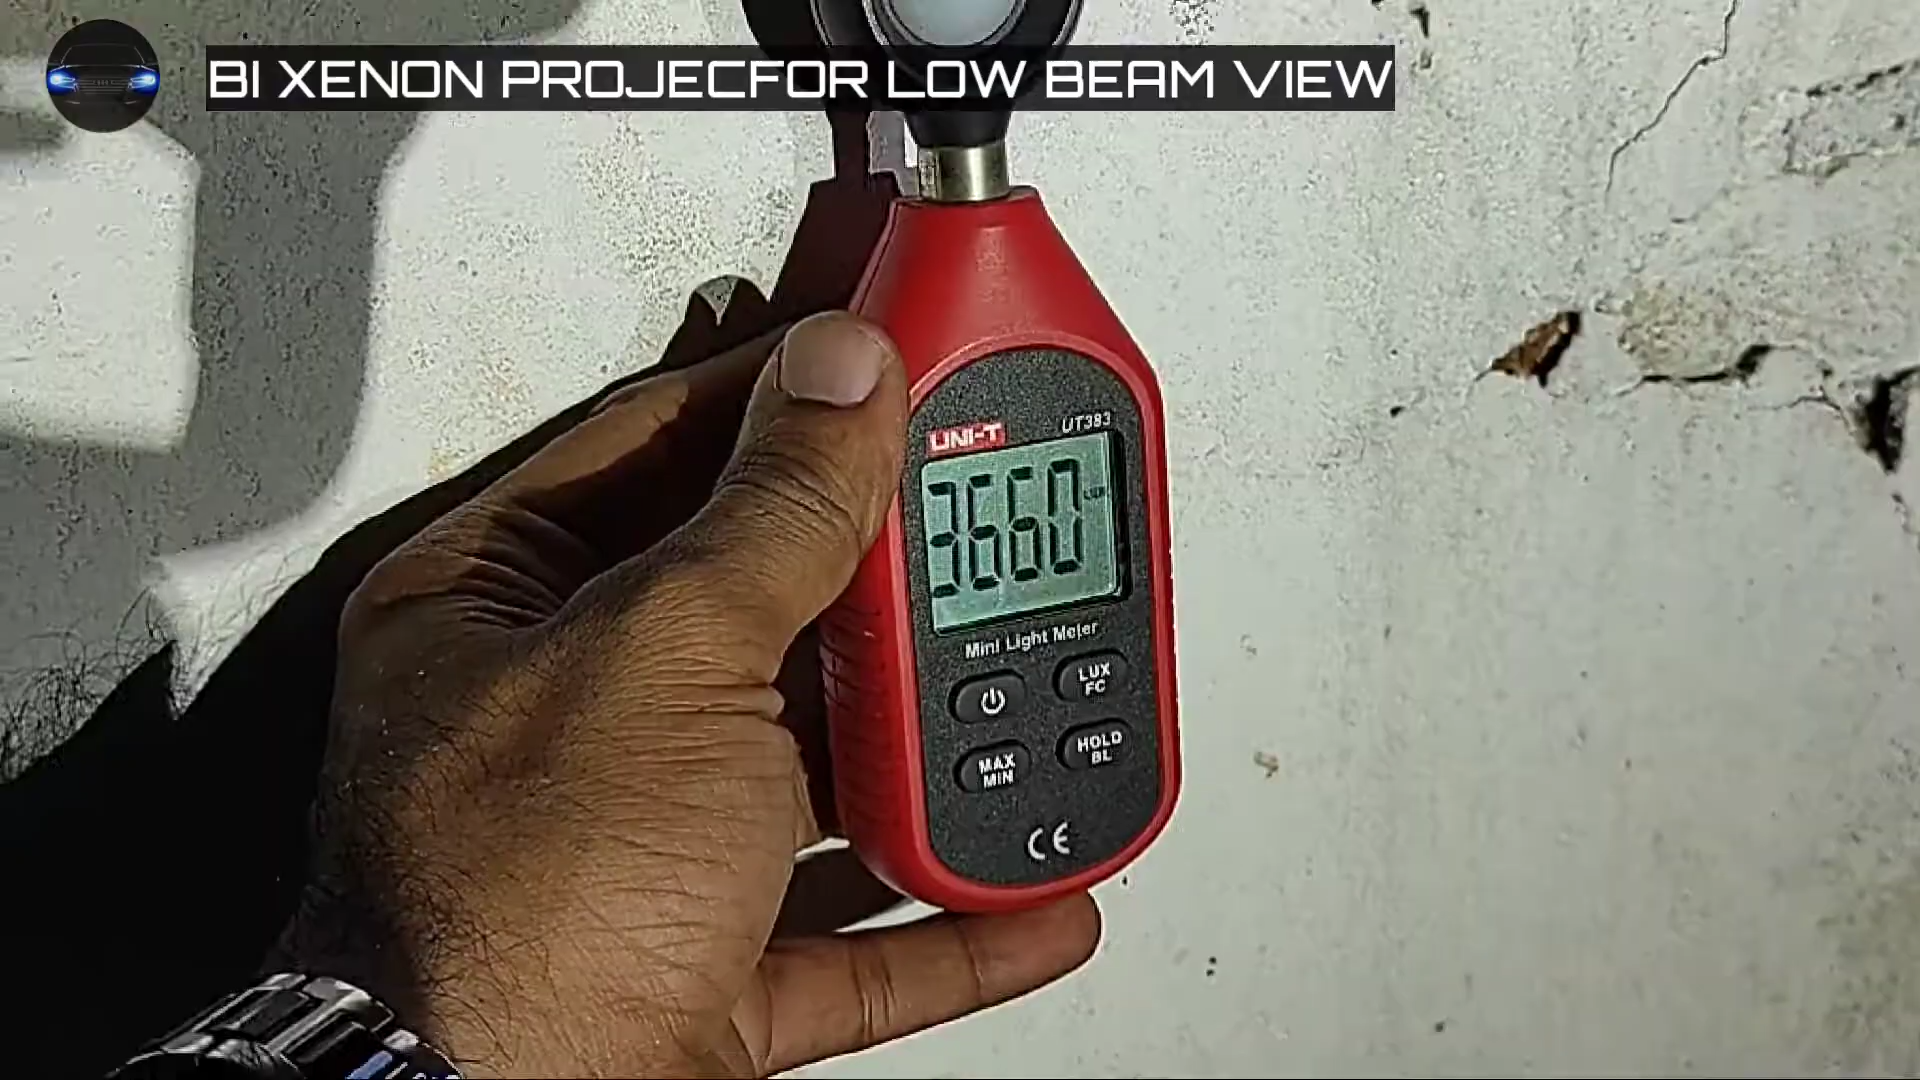 BI XENON PROJECFOR LOW BEAM VIEW
UNI-T UT383
3660 LUX
Mini Light Meter
LUX
FC
MAX
MIN
HOLD
BL
CE